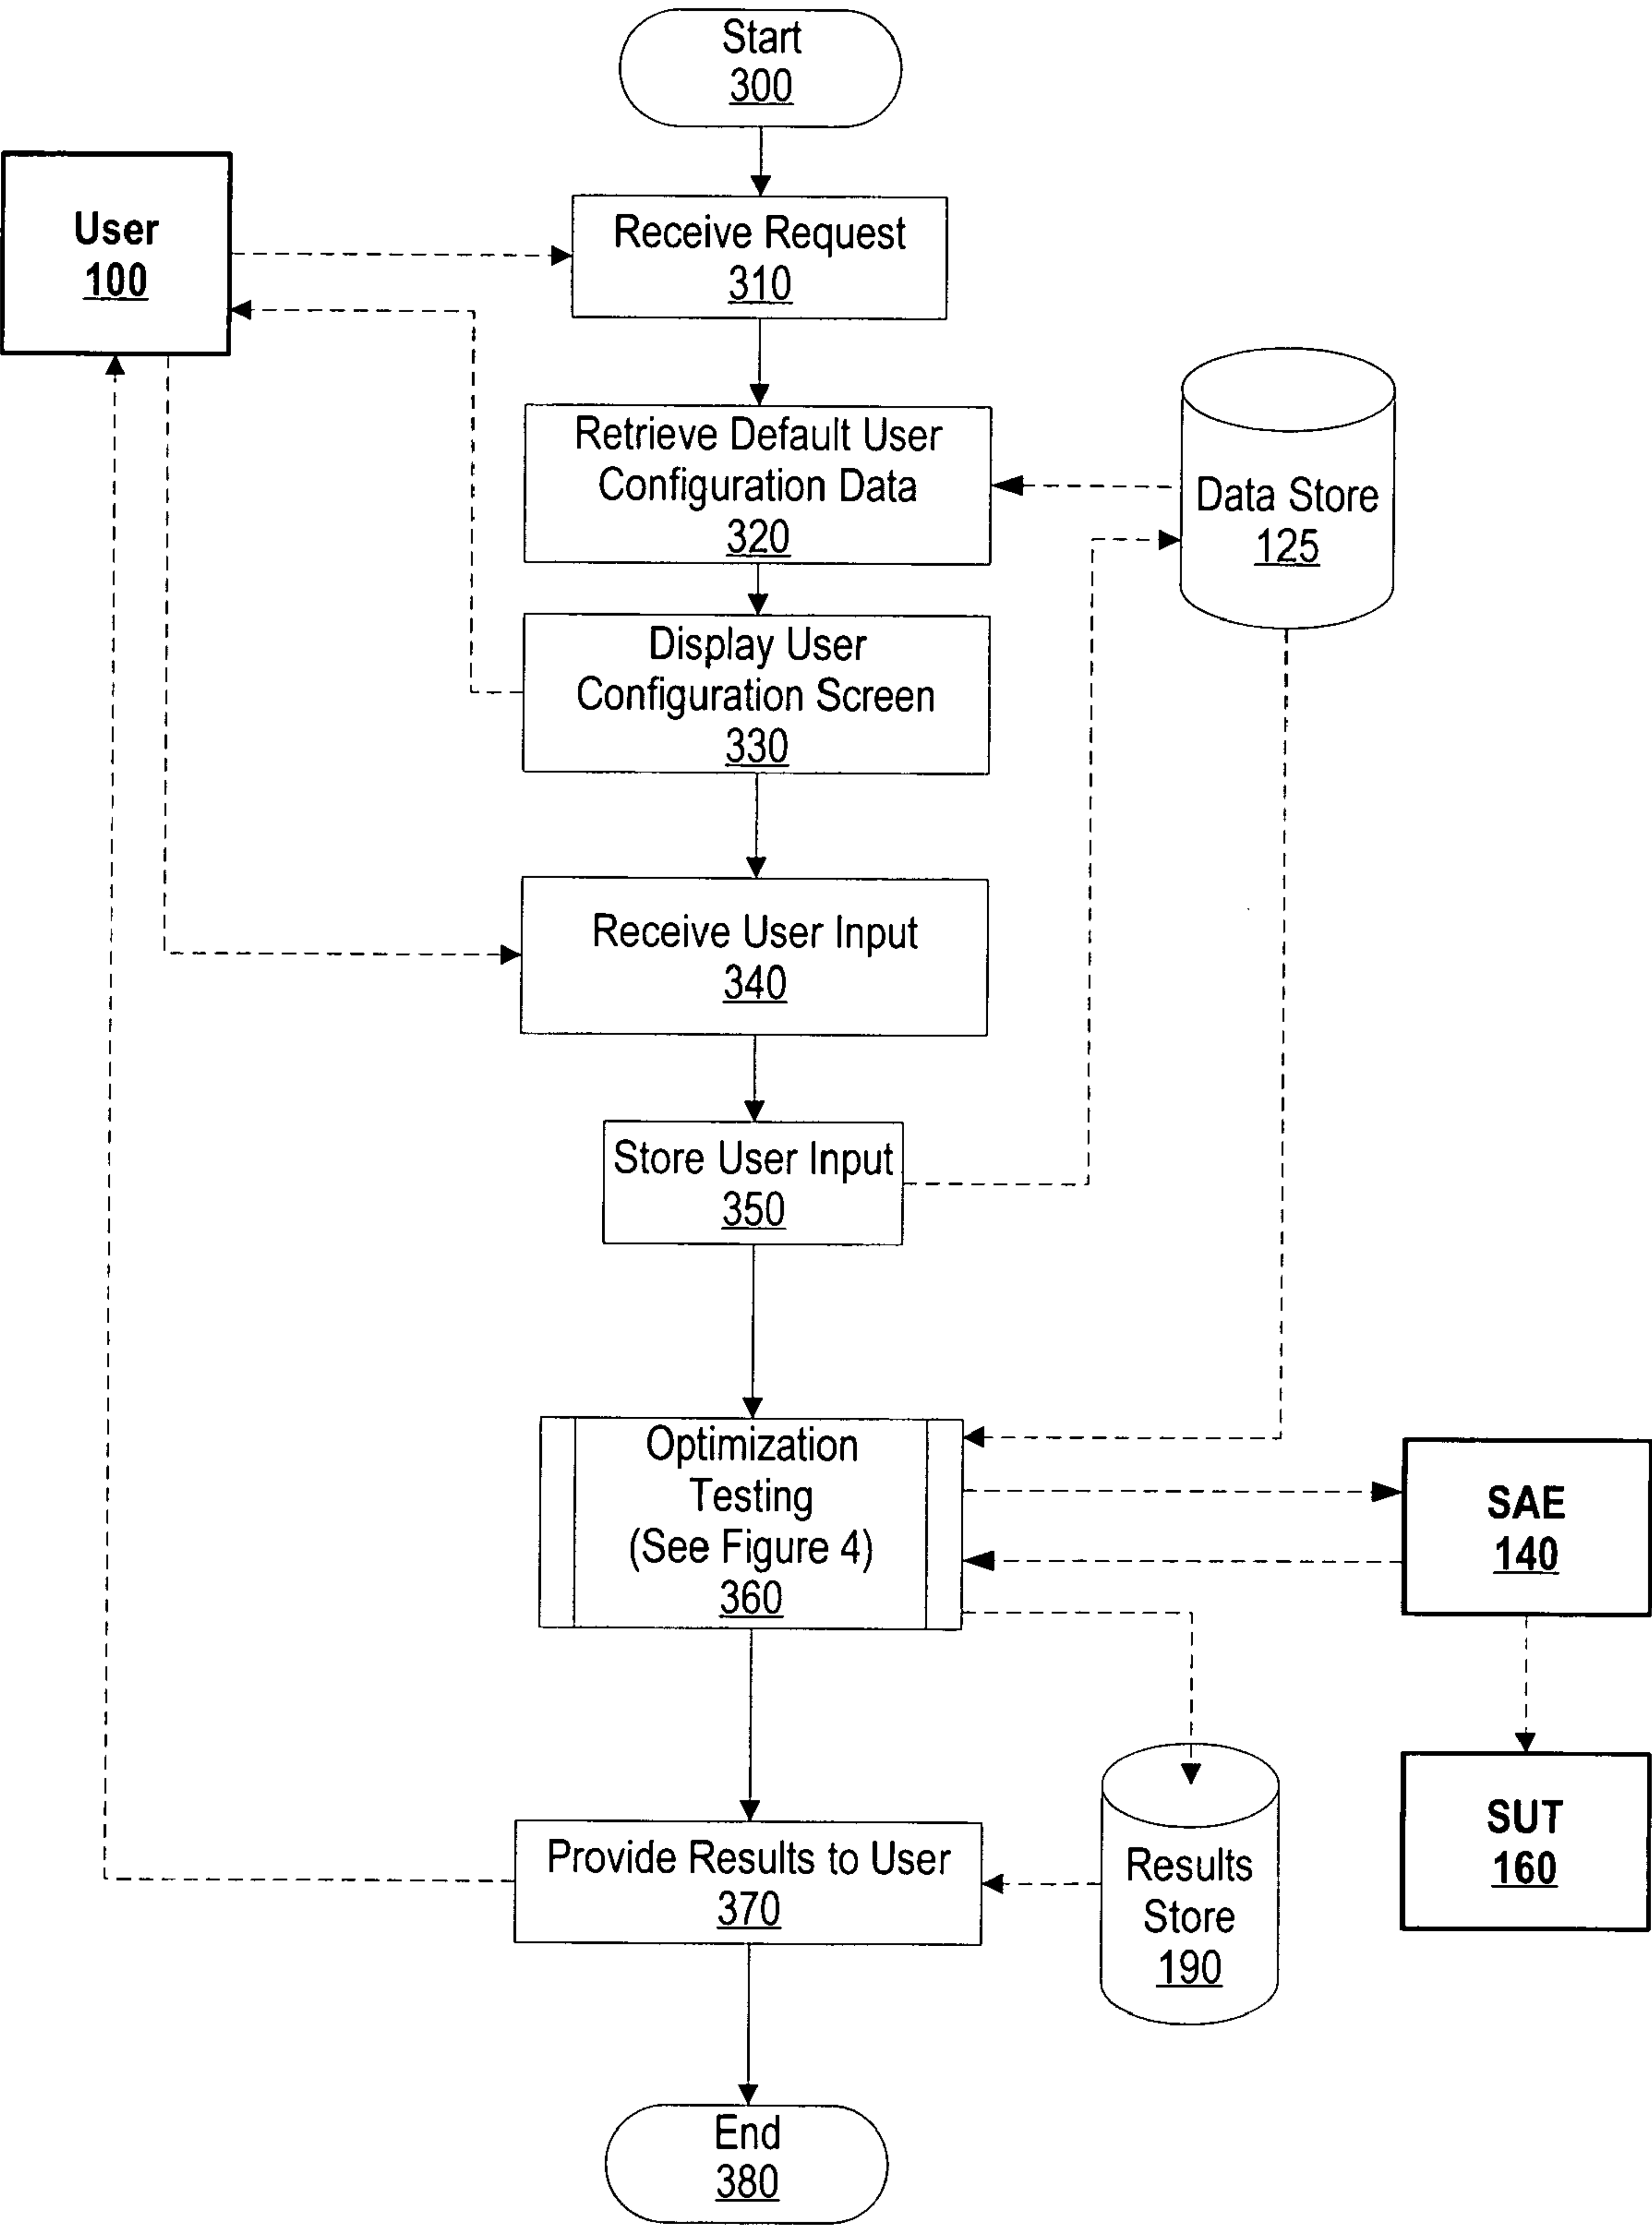 Start
300
User
100
Receive Request
310
Retrieve Default User
Configuration Data
320
Data Store
125
Display User
Configuration Screen
330
Receive User Input
340
Store User Input
350
Optimization
Testing
(See Figure 4)
360
SAE
140
SUT
160
Provide Results to User
370
Results
Store
190
End
380